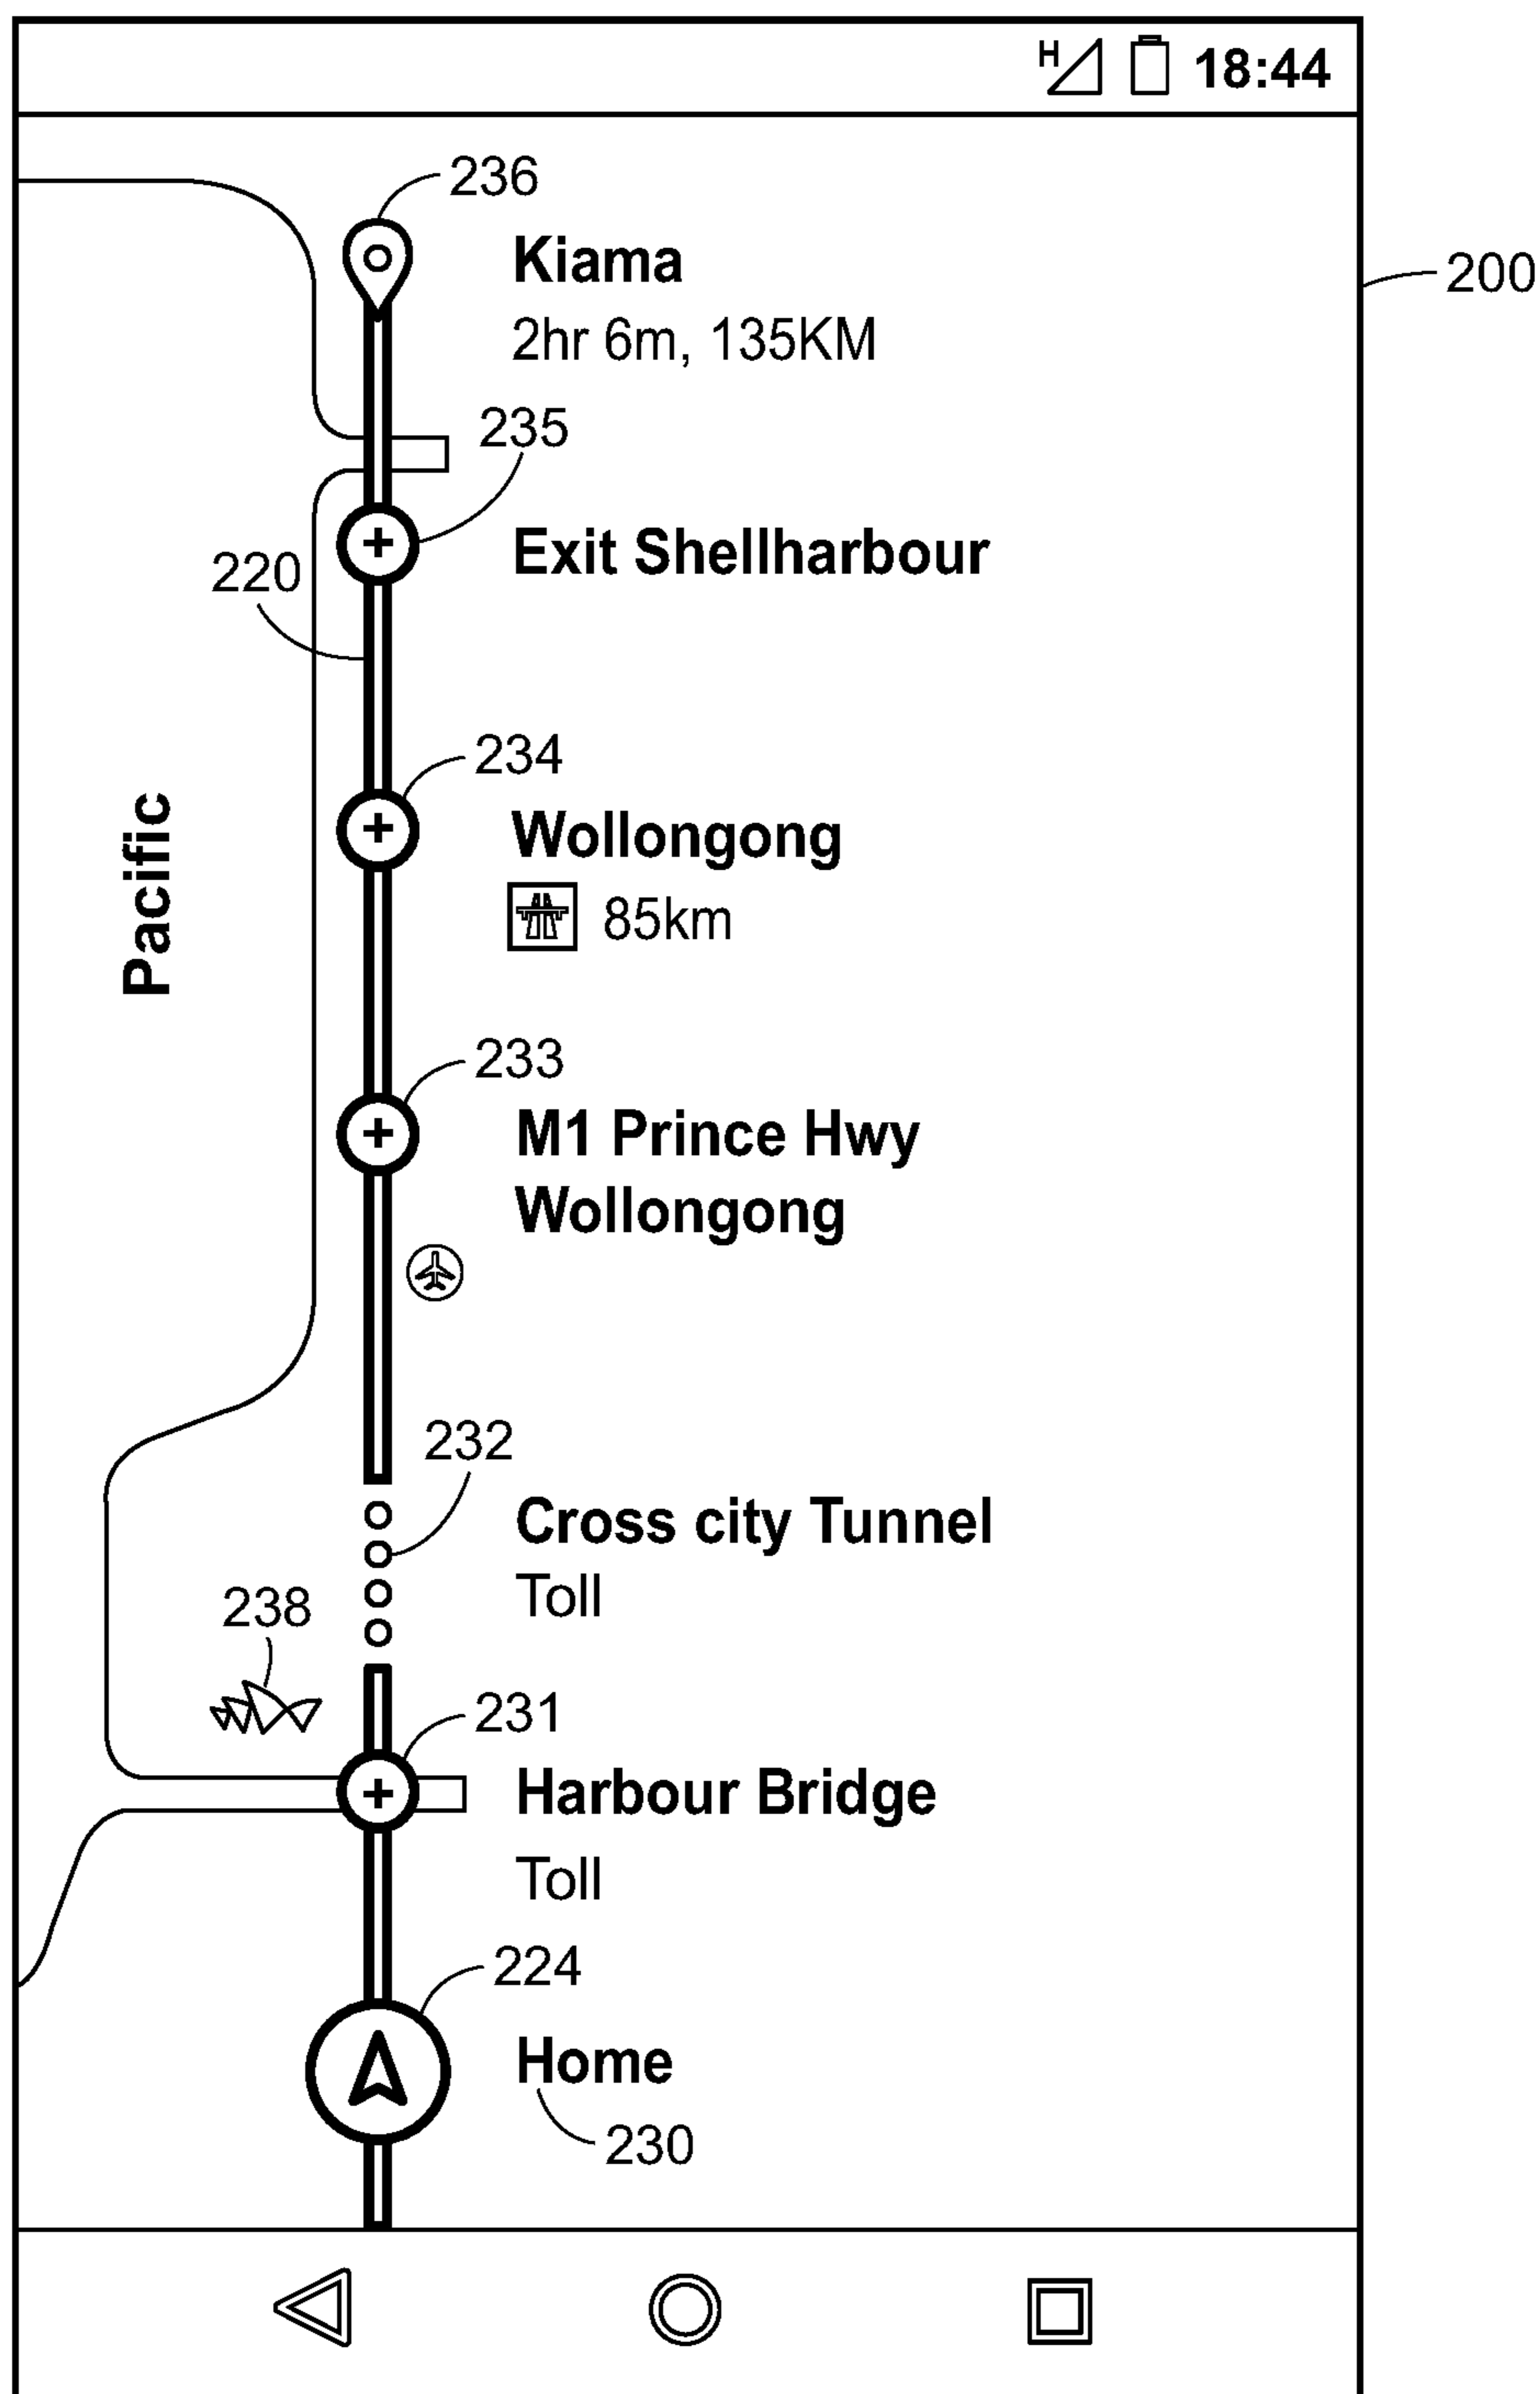 H 18:44
236
Kiama
200
2hr 6m, 135KM
235
Exit Shellharbour
220
234
Wollongong
85km
Pacific
233
M1 Prince Hwy
Wollongong
232
Cross city Tunnel
Toll
238
231
Harbour Bridge
Toll
224
Home
230